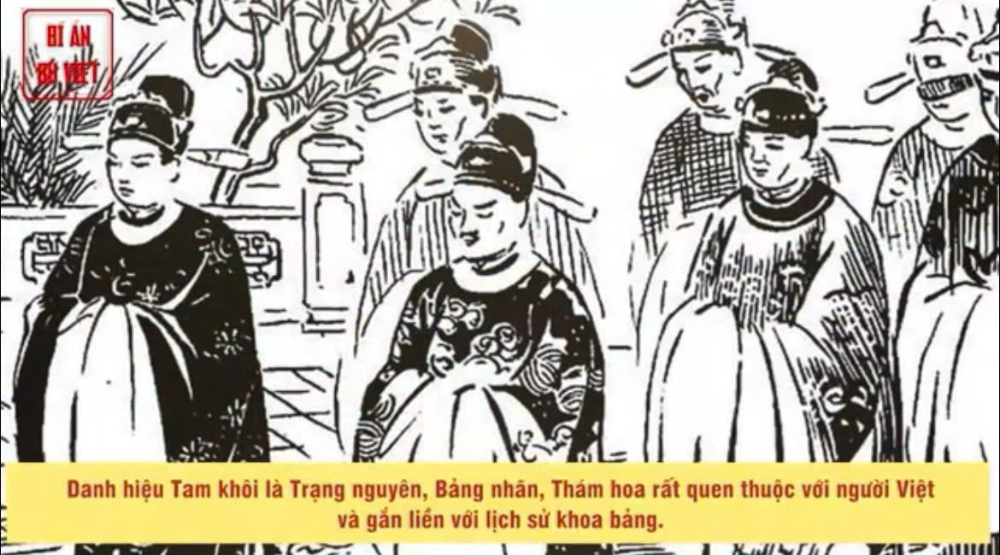 BÍ ẨN
SỬ VIỆT
Danh hiệu Tam khôi là Trạng nguyên, Bảng nhãn, Thám hoa rất quen thuộc với người Việt
và gắn liền với lịch sử khoa bảng.